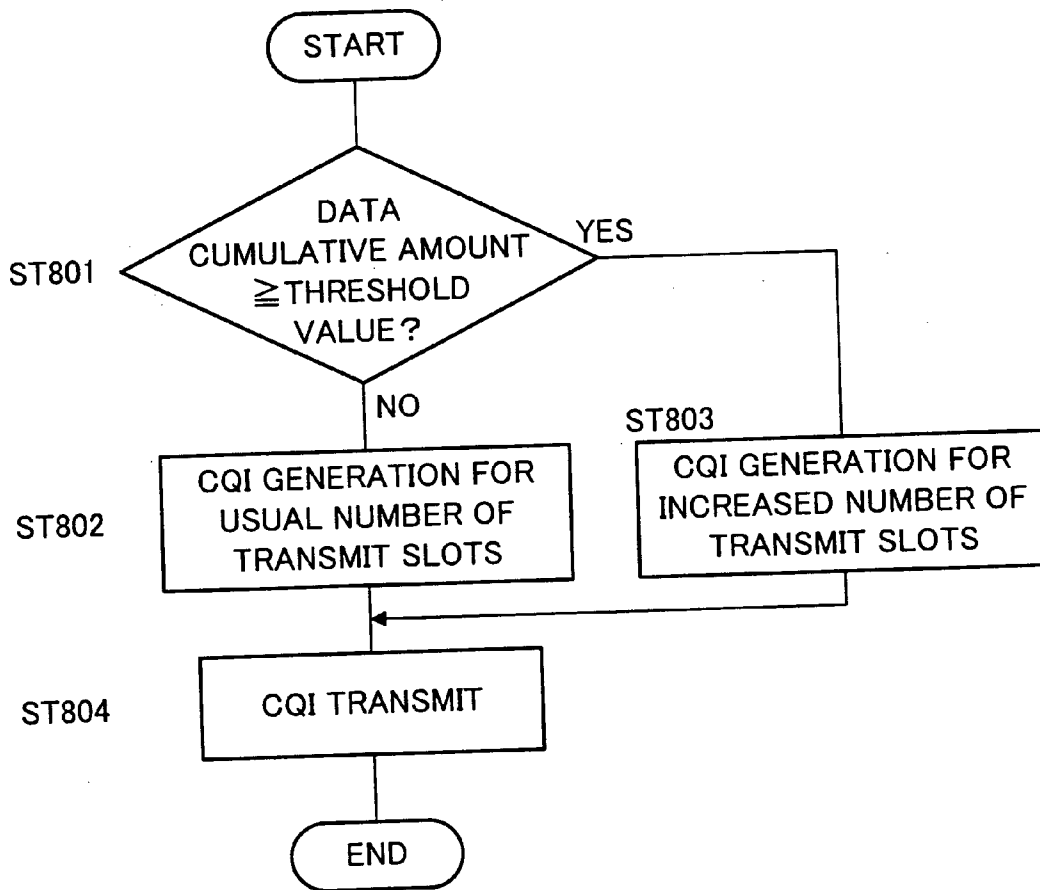 START
DATA
CUMULATIVE AMOUNT
≧THRESHOLD
VALUE?
YES
ST801
NO
ST803
CQI GENERATION FOR
USUAL NUMBER OF
TRANSMIT SLOTS
ST802
CQI GENERATION FOR
INCREASED NUMBER OF
TRANSMIT SLOTS
CQI TRANSMIT
ST804
END